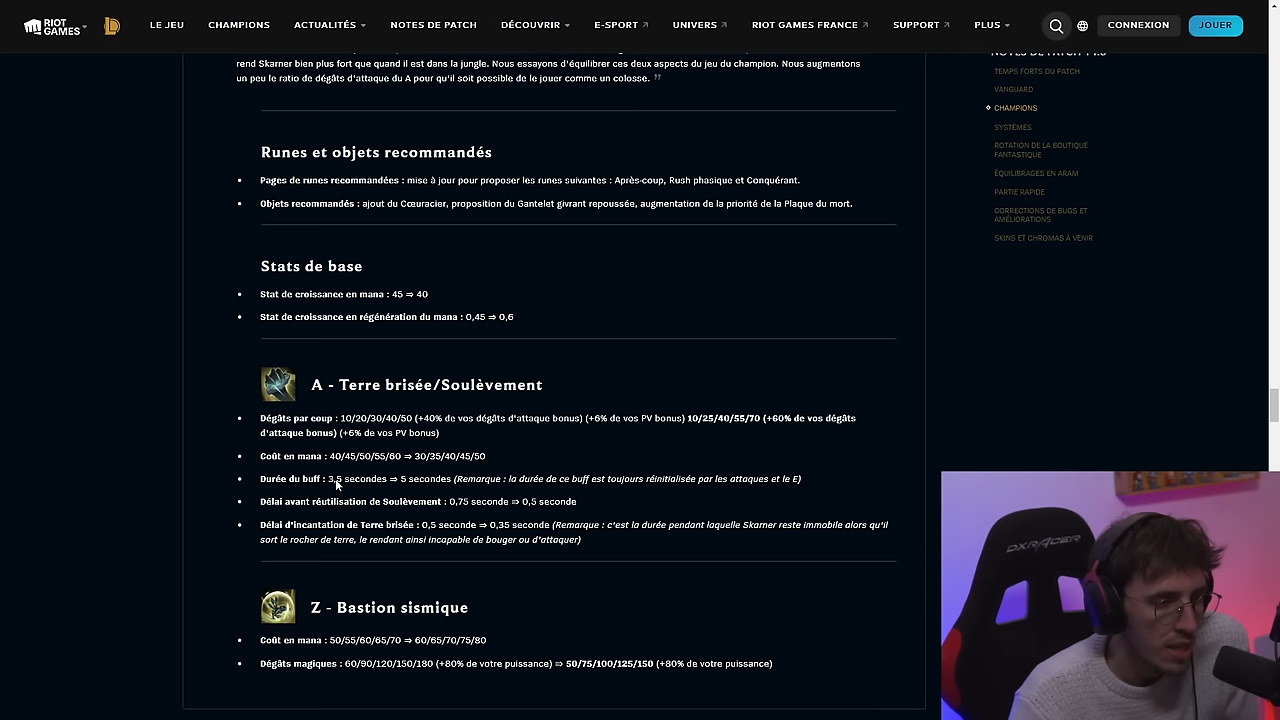 RIOT GAMES
LE JEU
CHAMPIONS
ACTUALITÉS
NOTES DE PATCH
DÉCOUVRIR
E-SPORT
UNIVERS
RIOT GAMES FRANCE
SUPPORT
PLUS
CONNEXION
JOUER
rend Skarner bien plus fort que quand il est dans la jungle. Nous essayons d'équilibrer ces deux aspects du jeu du champion. Nous augmentons
un peu le ratio de dégâts d'attaque du A pour qu'il soit possible de le jouer comme un colosse. ”
Runes et objets recommandés
Pages de runes recommandées : mise à jour pour proposer les runes suivantes : Après-coup, Rush phasique et Conquérant.
Objets recommandés : ajout du Cœuracier, proposition du Gantelet givrant repoussée, augmentation de la priorité de la Plaque du mort.
Stats de base
Stat de croissance en mana : 45 ⇒ 40
Stat de croissance en régénération du mana : 0,45 ⇒ 0,6
A - Terre brisée/Soulèvement
Dégâts par coup : 10/20/30/40/50 (+40% de vos dégâts d'attaque bonus) (+6% de vos PV bonus) 10/25/40/55/70 (+60% de vos dégâts
d'attaque bonus) (+6% de vos PV bonus)
Coût en mana : 40/45/50/55/60 ⇒ 30/35/40/45/50
Durée du buff : 3,5 secondes ⇒ 5 secondes (Remarque : la durée de ce buff est toujours réinitialisée par les attaques et le E)
Délai avant réutilisation de Soulèvement : 0,75 seconde ⇒ 0,5 seconde
Délai d'incantation de Terre brisée : 0,5 seconde ⇒ 0,35 seconde (Remarque : c'est la durée pendant laquelle Skarner reste immobile alors qu'il
sort le rocher de terre, le rendant ainsi incapable de bouger ou d'attaquer)
Z - Bastion sismique
Coût en mana : 50/55/60/65/70 ⇒ 60/65/70/75/80
Dégâts magiques : 60/90/120/150/180 (+80% de votre puissance) ⇒ 50/75/100/125/150 (+80% de votre puissance)
TEMPS FORTS DU PATCH
VANGUARD
CHAMPIONS
SYSTÈMES
ROTATION DE LA BOUTIQUE
FANTASTIQUE
ÉQUILIBRAGES EN ARAM
PARTIE RAPIDE
CORRECTIONS DE BUGS ET
AMÉLIORATIONS
SKINS ET CHROMAS À VENIR
DXRACER